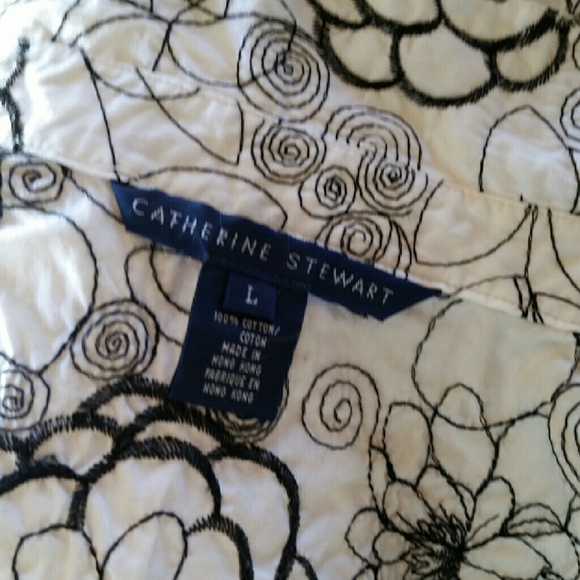 CATHERINE STEWART
L
100% COTTON/
COTON
MADE IN
HONG KONG
FABRIQUE EN
HONG KONG